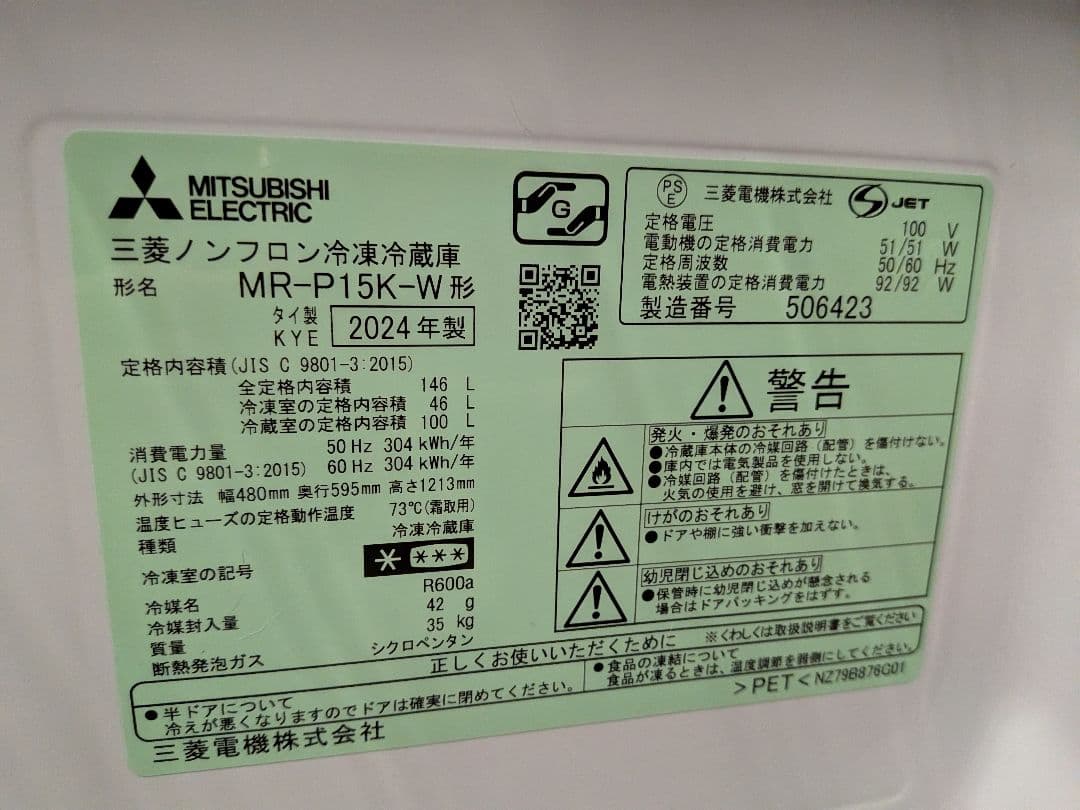 MITSUBISHI
ELECTRIC
三菱ノンフロン冷凍冷蔵庫
形名 MR-P15K-W形
タイ製
KYE 2024年製
定格内容積(JIS C 9801-3:2015)
全定格内容積 146 L
冷凍室の定格内容積 46 L
冷蔵室の定格内容積 100 L
消費電力量 50 Hz 304 kWh/年
(JIS C 9801-3:2015) 60 Hz 304 kWh/年
外形寸法 幅480mm 奥行595mm 高さ1213mm
温度ヒューズの定格動作温度 73℃(霜取用)
種類 冷凍冷蔵庫
冷凍室の記号 * ***
冷媒名 R600a
冷媒封入量 42 g
質量 35 kg
断熱発泡ガス シクロペンタン
G
PS
E
三菱電機株式会社
S JET
定格電圧 100 V
電動機の定格消費電力 51/51 W
定格周波数 50/60 Hz
電熱装置の定格消費電力 92/92 W
製造番号 506423
警告
発火・爆発のおそれあり
●冷蔵庫本体の冷媒回路(配管)を傷付けない。
●庫内では電気製品を使用しない。
●冷媒回路(配管)を傷付けたときは、
火気の使用を避け、窓を開けて換気する。
けがのおそれあり
●ドアや棚に強い衝撃を加えない。
幼児閉じ込めのおそれあり
●保管時に幼児閉じ込めが懸念される
場合はドアパッキングをはずす。
正しくお使いいただくために ※くわしくは取扱説明書をご覧ください
●半ドアについて
冷えが悪くなりますのでドアは確実に閉めてください。
●食品の凍結について
食品が凍るときは、温度調節を弱側にしてください。
三菱電機株式会社
>PET< NZ79B876G01